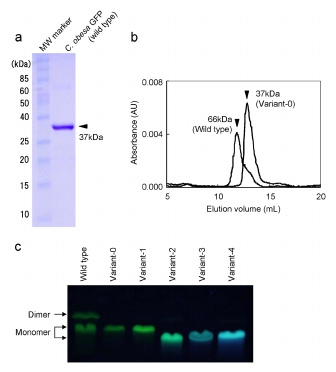 a
MW marker
C. obesa GFP
(wild type)
(kDa)
85
60
50
40
25
20
15
10
37kDa
b
0.008
0.004
0.000
Absorbance (AU)
37kDa
(Variant-0)
66kDa
(Wild type)
5
10
15
20
Elution volume (mL)
c
Wild type
Variant-0
Variant-1
Variant-2
Variant-3
Variant-4
Dimer
Monomer